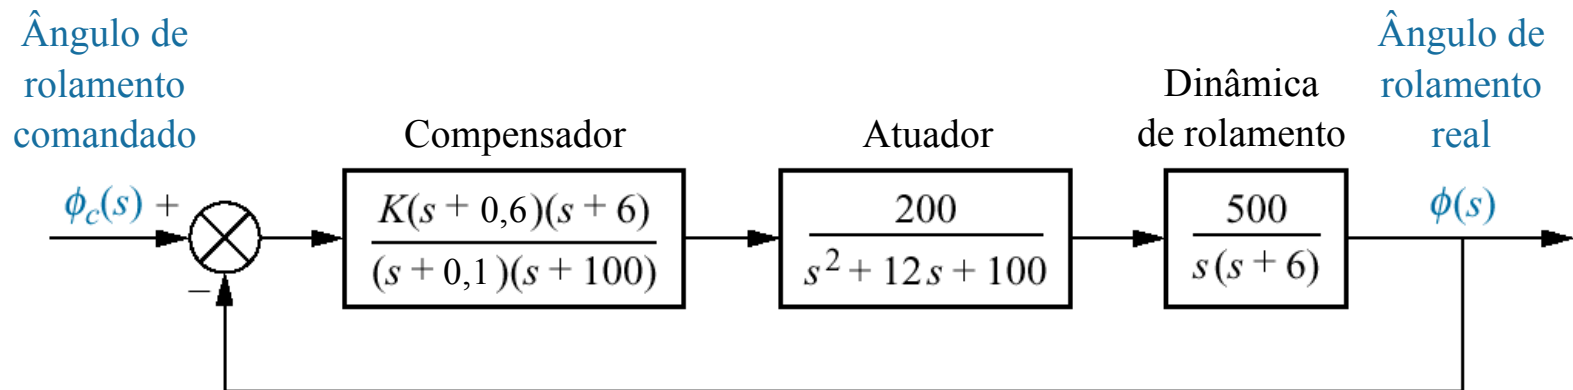 Ângulo de
rolamento
comandado
ϕc(s) +
−
Compensador
K(s + 0,6)(s + 6)
(s + 0,1)(s + 100)
Atuador
200
s² + 12s + 100
Dinâmica
de rolamento
500
s(s + 6)
Ângulo de
rolamento
real
ϕ(s)